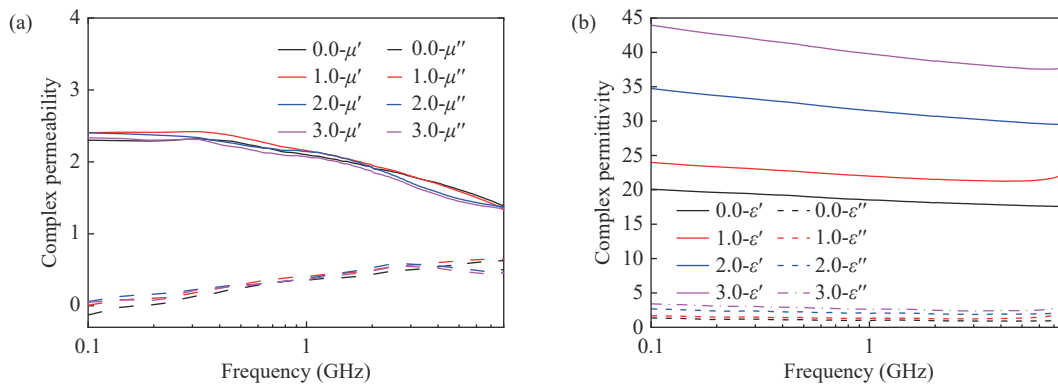 (a)
4
3
2
1
0
0.1
1
Frequency (GHz)
Complex permeability
0.0-μ′
0.0-μ′′
1.0-μ′
1.0-μ′′
2.0-μ′
2.0-μ′′
3.0-μ′
3.0-μ′′
(b)
45
40
35
30
25
20
15
10
5
0
0.1
1
Frequency (GHz)
Complex permittivity
0.0-ε′
0.0-ε′′
1.0-ε′
1.0-ε′′
2.0-ε′
2.0-ε′′
3.0-ε′
3.0-ε′′